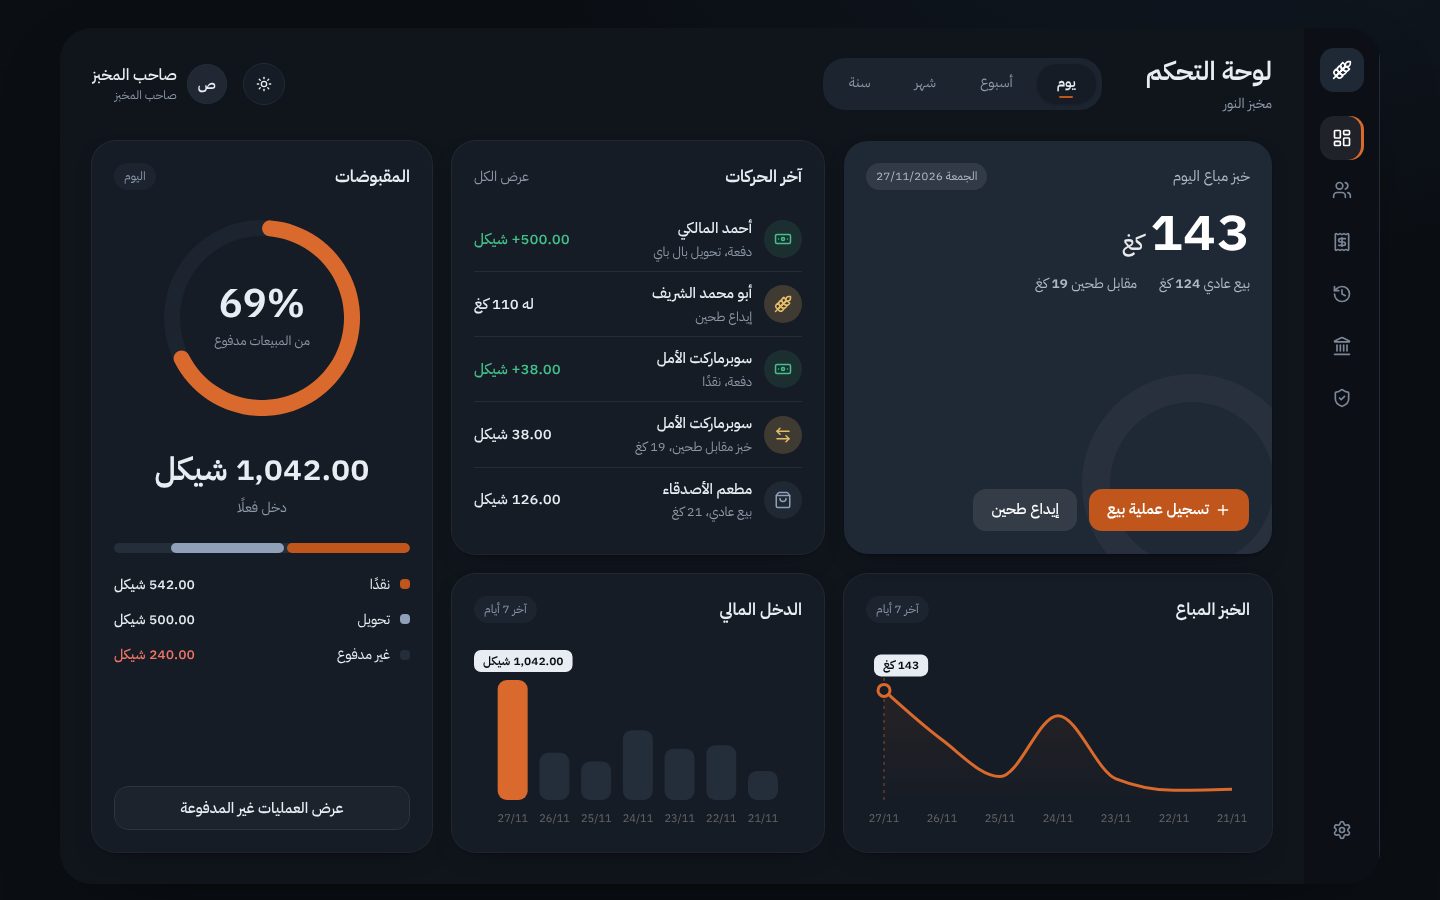 لوحة التحكم
مخبز النور
يوم
أسبوع
شهر
سنة
ص
صاحب المخبز
صاحب المخبز
خبز مباع اليوم
الجمعة 27/11/2026
143 كغ
بيع عادي 124 كغ
مقابل طحين 19 كغ
تسجيل عملية بيع
إيداع طحين
آخر الحركات
عرض الكل
أحمد المالكي
دفعة، تحويل بال باي
+500.00 شيكل
أبو محمد الشريف
إيداع طحين
له 110 كغ
سوبرماركت الأمل
دفعة، نقدًا
+38.00 شيكل
سوبرماركت الأمل
خبز مقابل طحين، 19 كغ
38.00 شيكل
مطعم الأصدقاء
بيع عادي، 21 كغ
126.00 شيكل
المقبوضات
اليوم
69%
من المبيعات مدفوع
1,042.00 شيكل
دخل فعلًا
نقدًا
542.00 شيكل
تحويل
500.00 شيكل
غير مدفوع
240.00 شيكل
عرض العمليات غير المدفوعة
الخبز المباع
آخر 7 أيام
143 كغ
21/11
22/11
23/11
24/11
25/11
26/11
27/11
الدخل المالي
آخر 7 أيام
1,042.00 شيكل
21/11
22/11
23/11
24/11
25/11
26/11
27/11